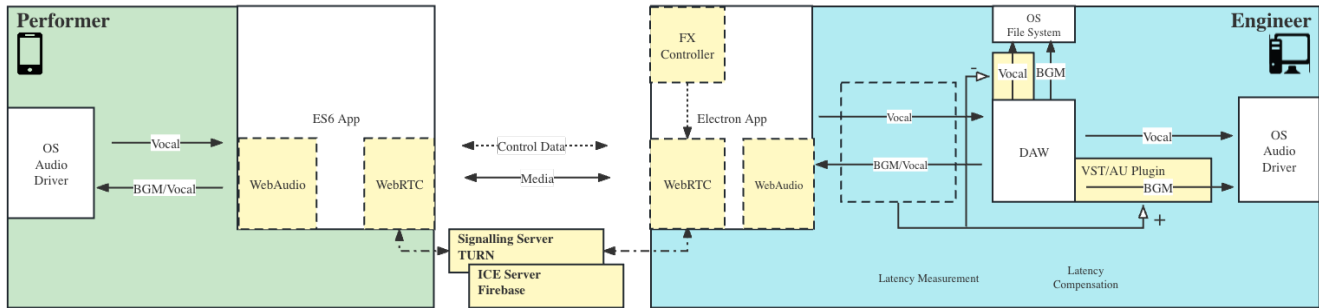 Performer
Engineer
OS
File System
FX
Controller
Vocal
BGM
-
ES6 App
Electron App
OS
Audio
Driver
Vocal
BGM/Vocal
WebAudio
WebRTC
Control Data
Media
WebRTC
WebAudio
Vocal
BGM/Vocal
DAW
Vocal
VST/AU Plugin
BGM
+
OS
Audio
Driver
Signalling Server
TURN
ICE Server
Firebase
Latency Measurement
Latency
Compensation